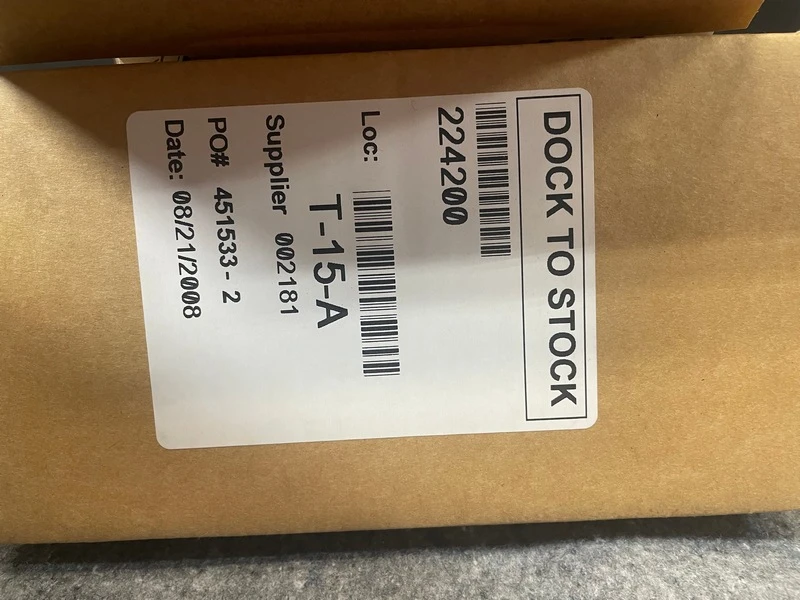 DOCK TO STOCK
224200
Loc:
T-15-A
Supplier 002181
PO# 451533-2
Date: 08/21/2008